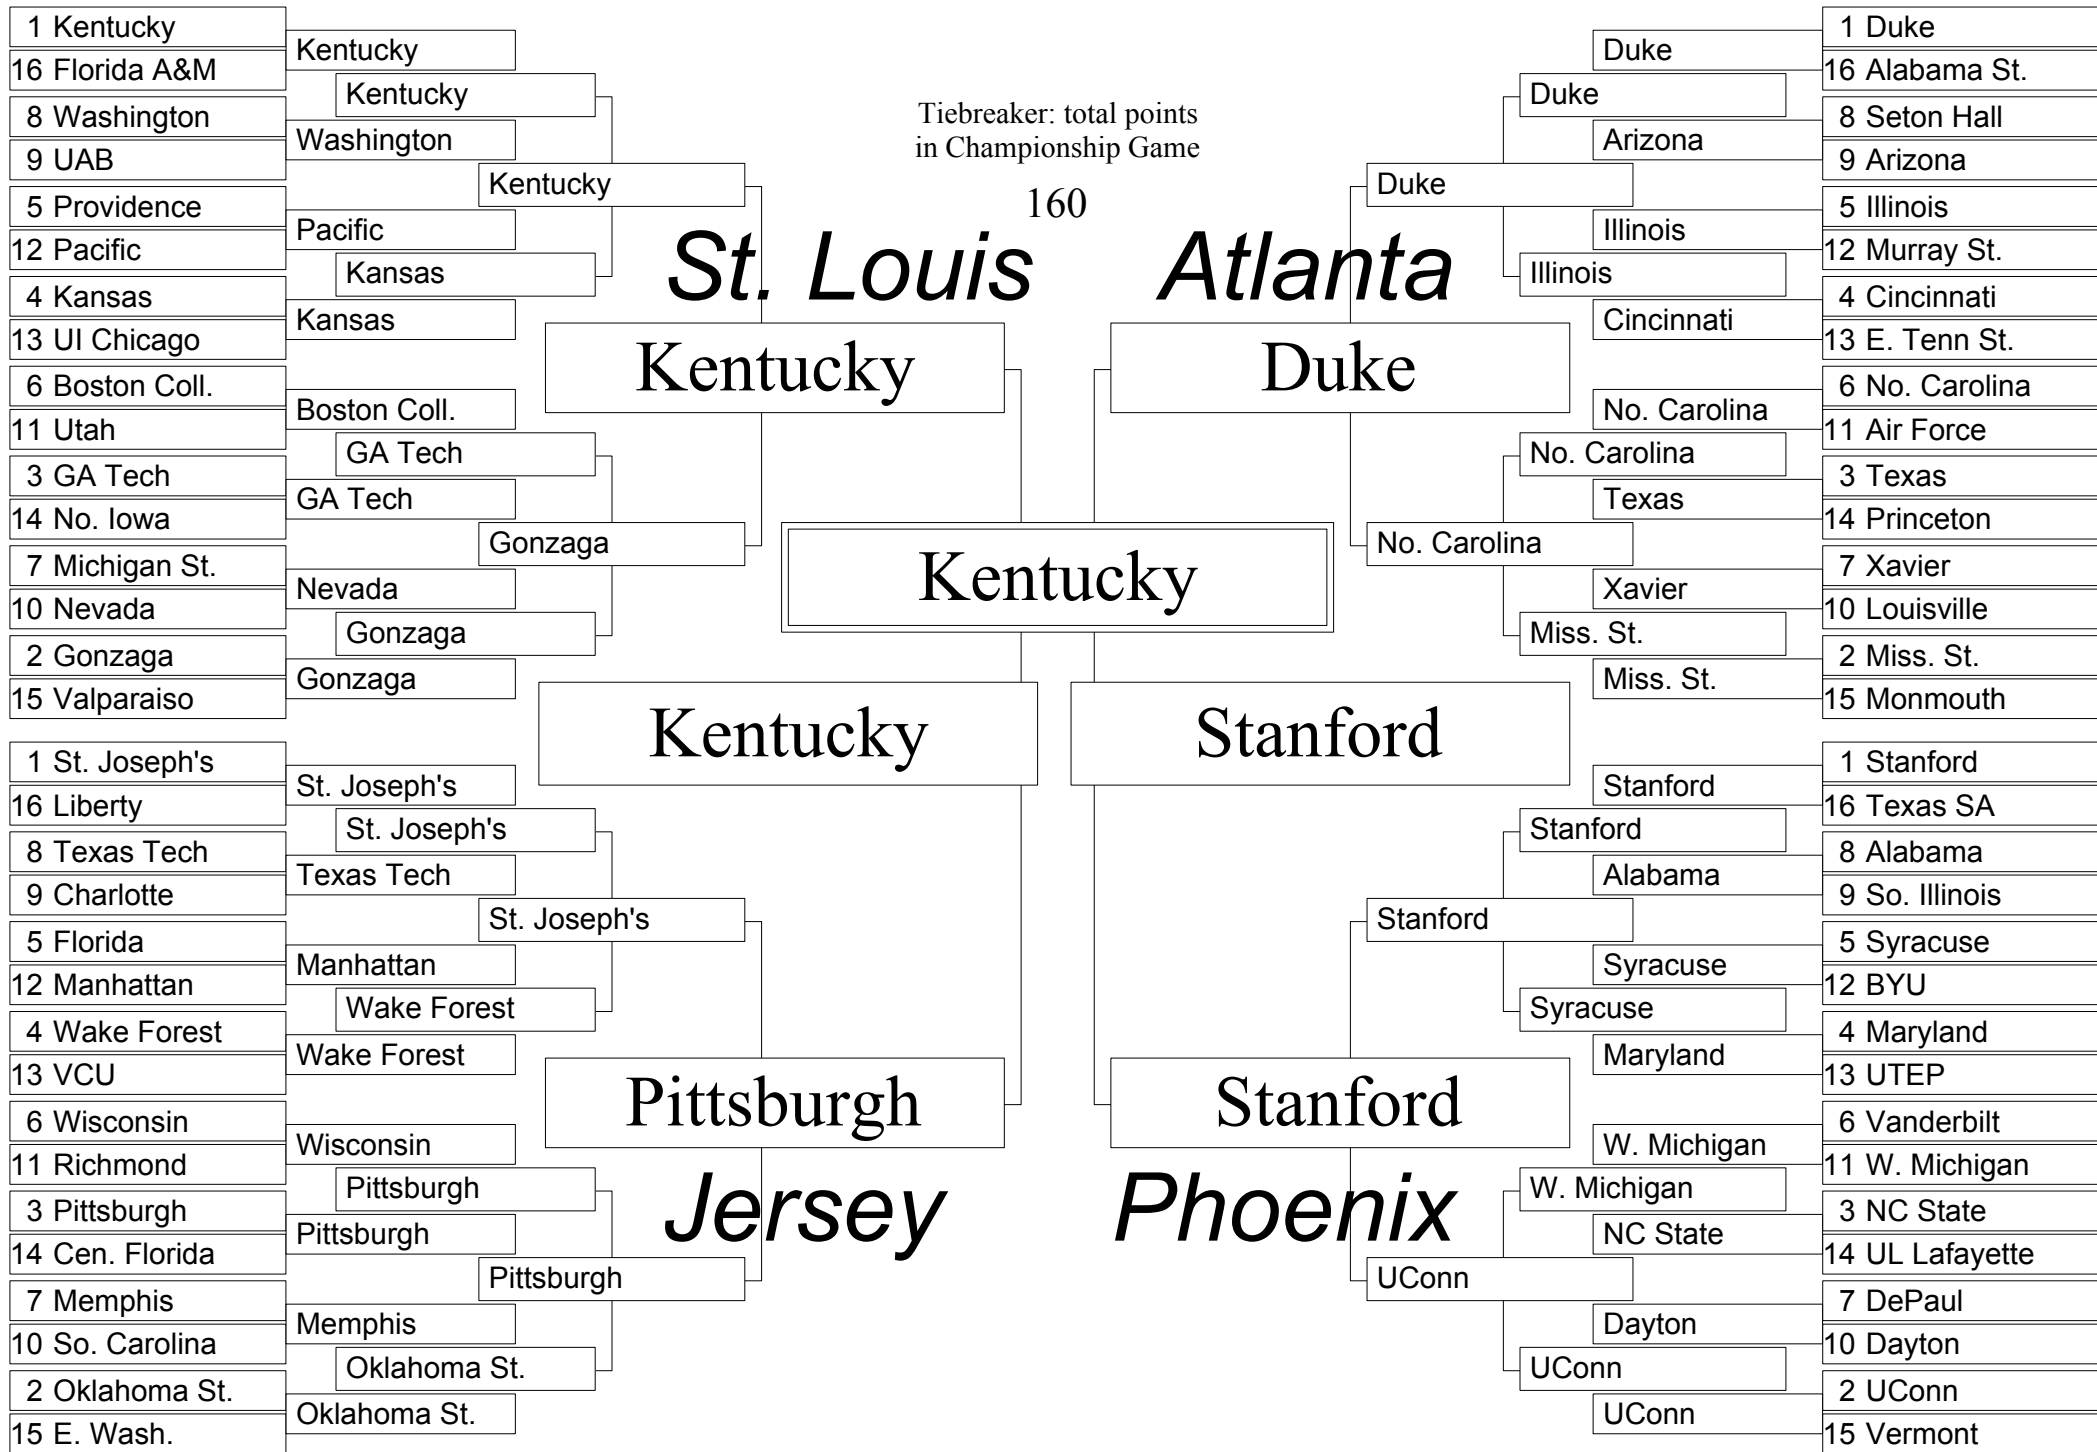 1 Kentucky
16 Florida A&M
8 Washington
9 UAB
5 Providence
12 Pacific
4 Kansas
13 UI Chicago
6 Boston Coll.
11 Utah
3 GA Tech
14 No. Iowa
7 Michigan St.
10 Nevada
2 Gonzaga
15 Valparaiso
Kentucky
Washington
Pacific
Kansas
Boston Coll.
GA Tech
Nevada
Gonzaga
Kentucky
Kansas
GA Tech
Gonzaga
Kentucky
Gonzaga
St. Louis
Kentucky
1 St. Joseph's
16 Liberty
8 Texas Tech
9 Charlotte
5 Florida
12 Manhattan
4 Wake Forest
13 VCU
6 Wisconsin
11 Richmond
3 Pittsburgh
14 Cen. Florida
7 Memphis
10 So. Carolina
2 Oklahoma St.
15 E. Wash.
St. Joseph's
Texas Tech
Manhattan
Wake Forest
Wisconsin
Pittsburgh
Memphis
Oklahoma St.
St. Joseph's
Wake Forest
Pittsburgh
Oklahoma St.
St. Joseph's
Pittsburgh
Pittsburgh
Jersey
Tiebreaker: total points
in Championship Game
160
Kentucky
Kentucky
Stanford
Atlanta
Duke
Duke
No. Carolina
Duke
Illinois
No. Carolina
Miss. St.
Duke
Arizona
Illinois
Cincinnati
No. Carolina
Texas
Xavier
Miss. St.
1 Duke
16 Alabama St.
8 Seton Hall
9 Arizona
5 Illinois
12 Murray St.
4 Cincinnati
13 E. Tenn St.
6 No. Carolina
11 Air Force
3 Texas
14 Princeton
7 Xavier
10 Louisville
2 Miss. St.
15 Monmouth
Stanford
Phoenix
Stanford
UConn
Stanford
Syracuse
W. Michigan
UConn
Stanford
Alabama
Syracuse
Maryland
W. Michigan
NC State
Dayton
UConn
1 Stanford
16 Texas SA
8 Alabama
9 So. Illinois
5 Syracuse
12 BYU
4 Maryland
13 UTEP
6 Vanderbilt
11 W. Michigan
3 NC State
14 UL Lafayette
7 DePaul
10 Dayton
2 UConn
15 Vermont